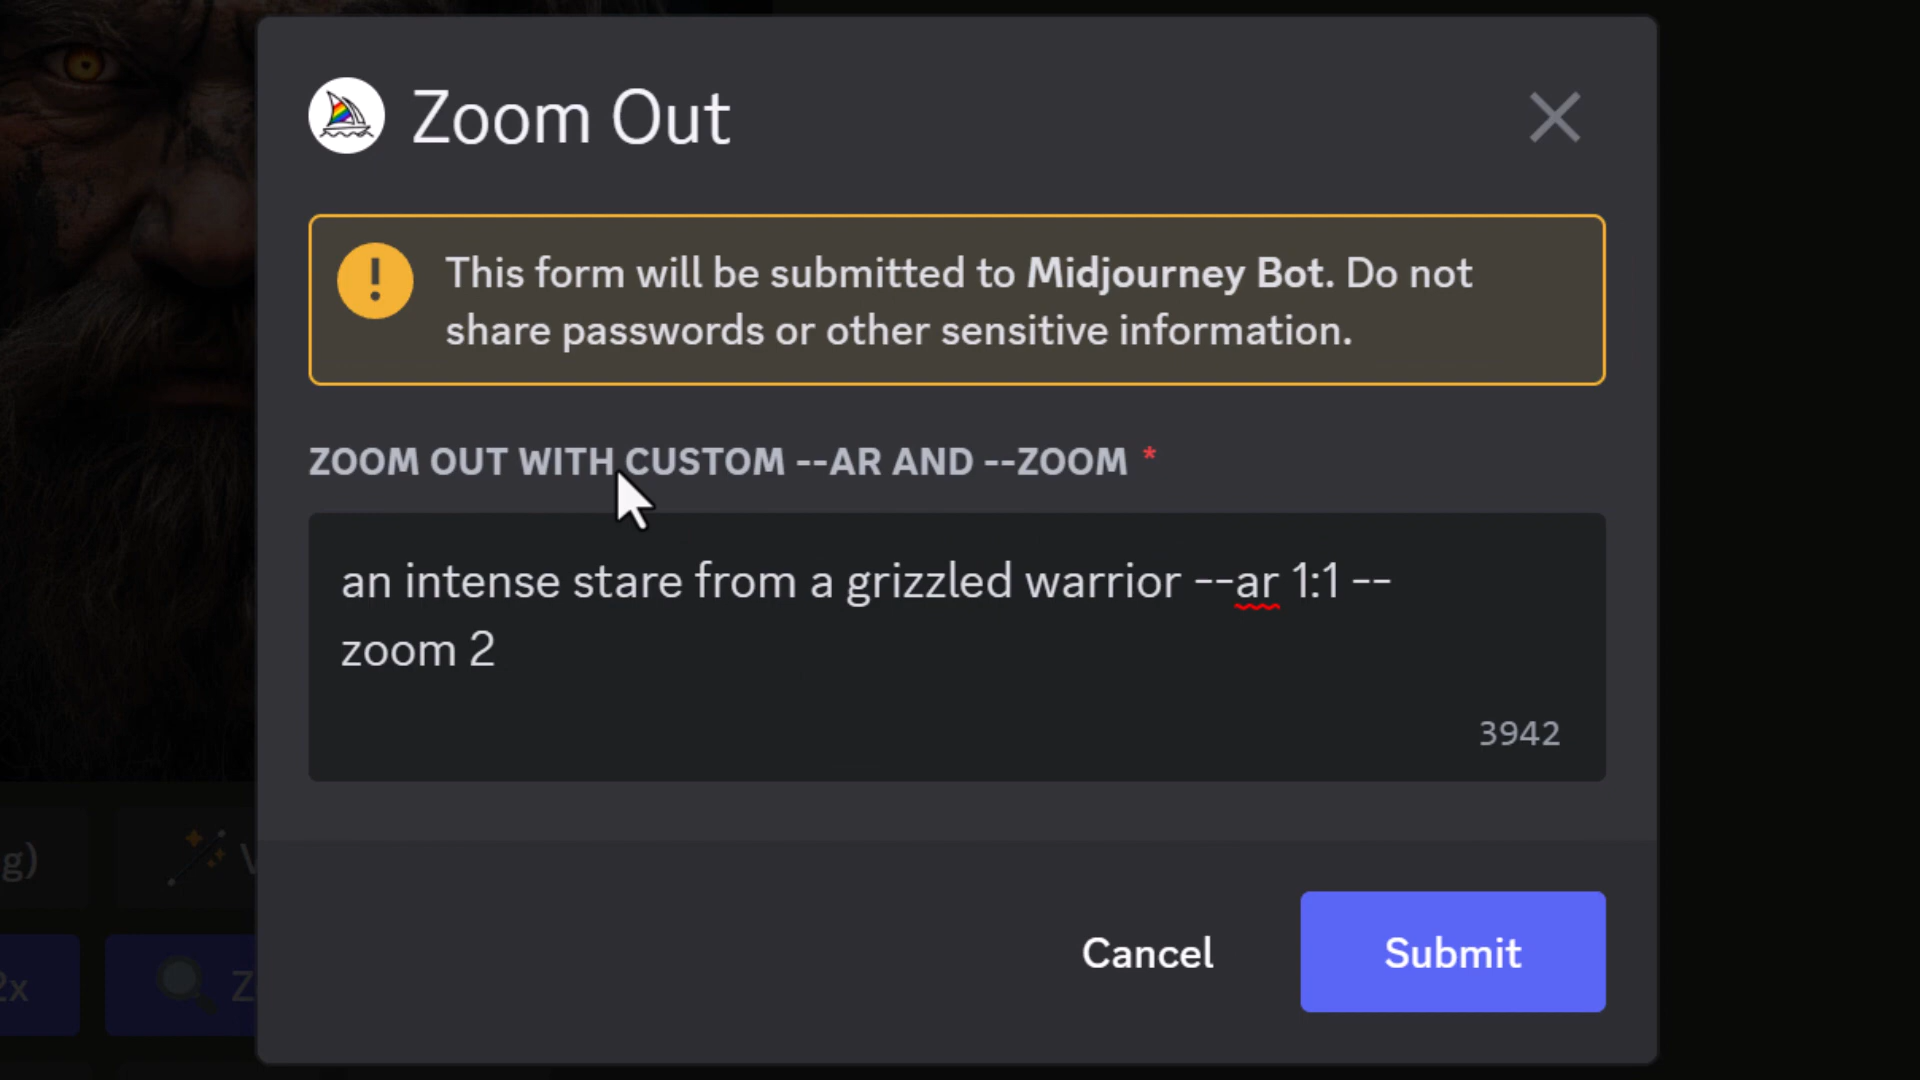 Zoom Out
This form will be submitted to Midjourney Bot. Do not
share passwords or other sensitive information.
ZOOM OUT WITH CUSTOM --AR AND --ZOOM *
an intense stare from a grizzled warrior --ar 1:1 --
zoom 2
3942
g)
V
Cancel
Submit
2x
Z